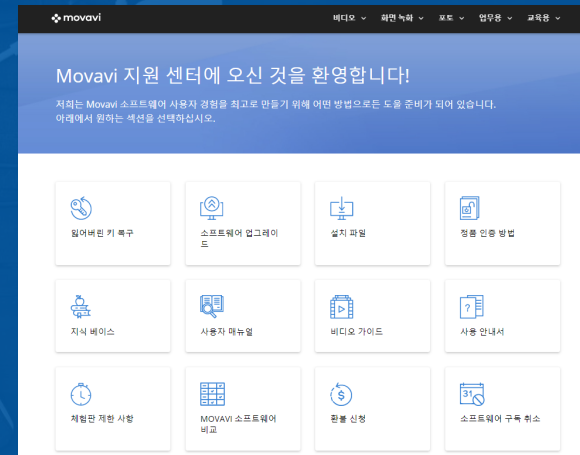 movavi
비디오 화면 녹화 포토 업무용 교육용
Movavi 지원 센터에 오신 것을 환영합니다!
저희는 Movavi 소프트웨어 사용자 경험을 최고로 만들기 위해 어떤 방법으로든 도울 준비가 되어 있습니다.
아래에서 원하는 섹션을 선택하십시오.
잃어버린 키 복구
소프트웨어 업그레이
드
설치 파일
정품 인증 방법
지식 베이스
사용자 매뉴얼
비디오 가이드
?
사용 안내서
체험판 제한 사항
MOVAVI 소프트웨어
비교
$
환불 신청
31
소프트웨어 구독 취소